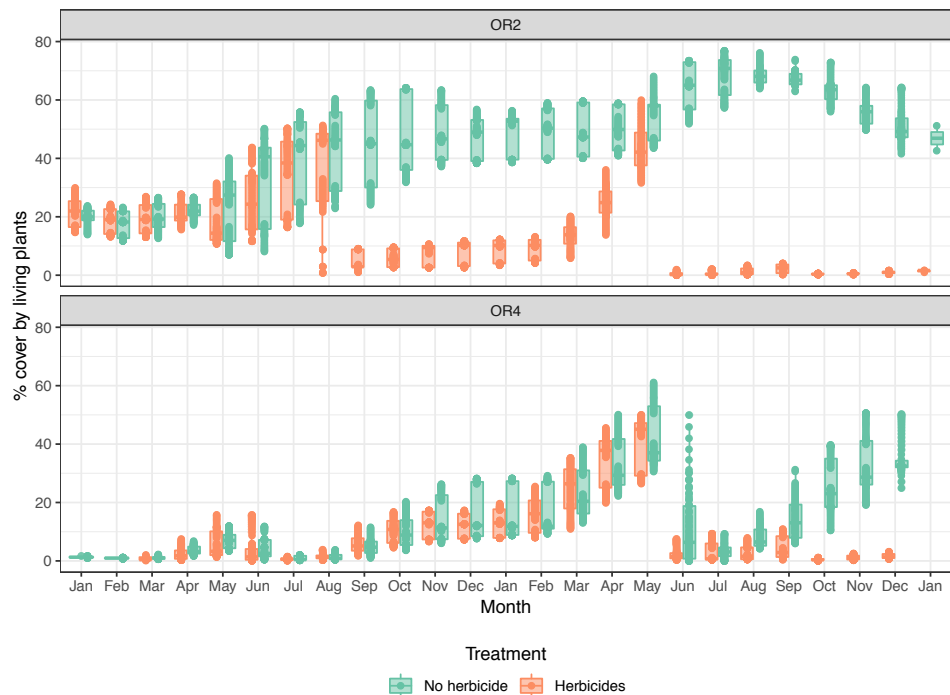 OR2
80
60
40
20
0
OR4
80
60
40
20
0
% cover by living plants
Jan Feb Mar Apr May Jun Jul Aug Sep Oct Nov Dec Jan Feb Mar Apr May Jun Jul Aug Sep Oct Nov Dec Jan
Month
Treatment
No herbicide Herbicides